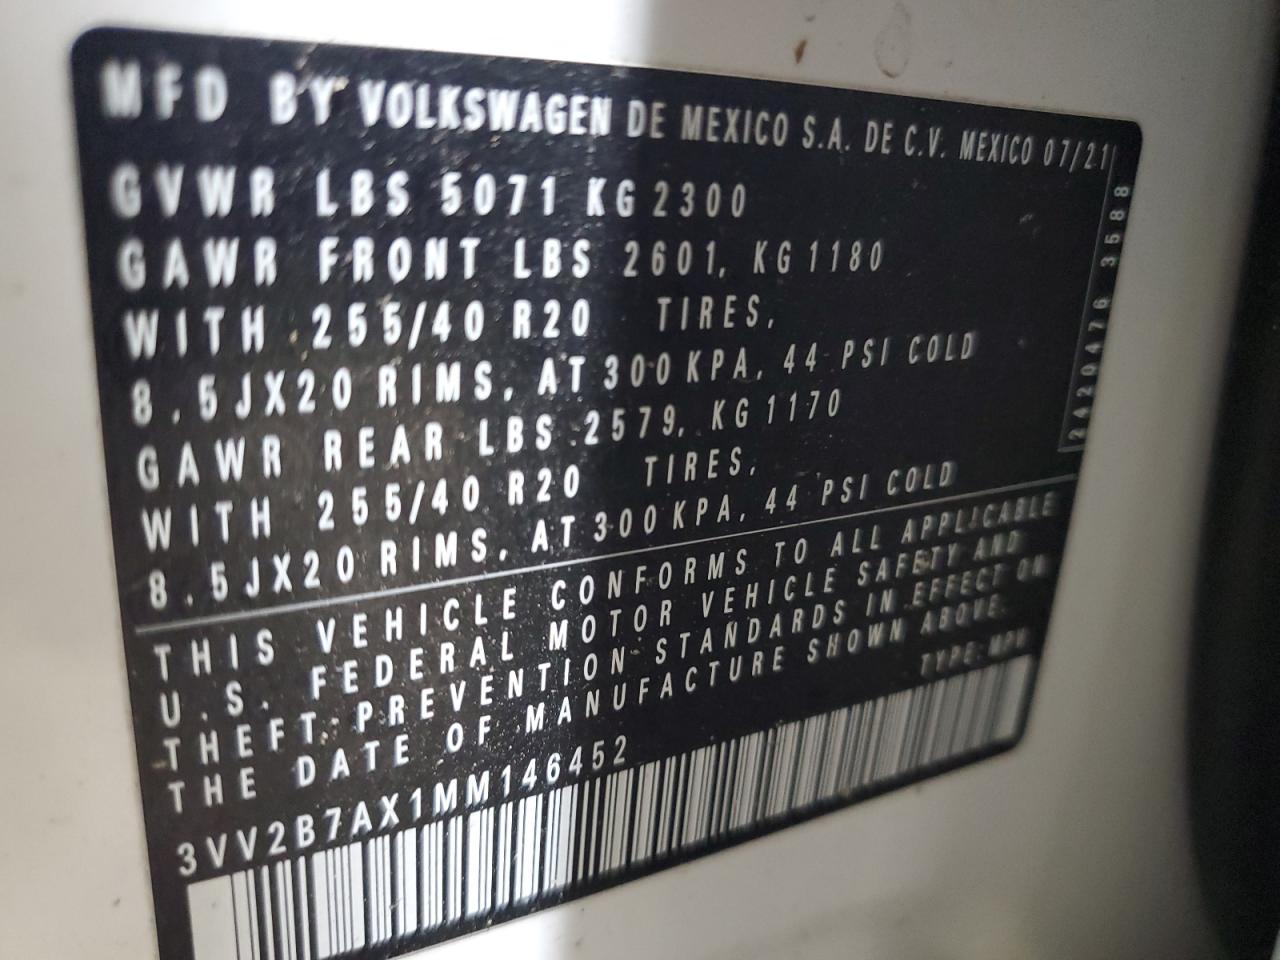 MFD BY VOLKSWAGEN DE MEXICO S.A. DE C.V. MEXICO 07/21
GVWR LBS 5071 KG 2300
GAWR FRONT LBS 2601, KG 1180
WITH 255/40 R20 TIRES,
8.5JX20 RIMS, AT 300 KPA, 44 PSI COLD
GAWR REAR LBS 2579, KG 1170
WITH 255/40 R20 TIRES,
8.5JX20 RIMS, AT 300 KPA, 44 PSI COLD
2420476 3588
THIS VEHICLE CONFORMS TO ALL APPLICABLE
U.S. FEDERAL MOTOR VEHICLE SAFETY AND
THEFT PREVENTION STANDARDS IN EFFECT ON
THE DATE OF MANUFACTURE SHOWN ABOVE.
TYPE: MPV
3VV2B7AX1MM146452